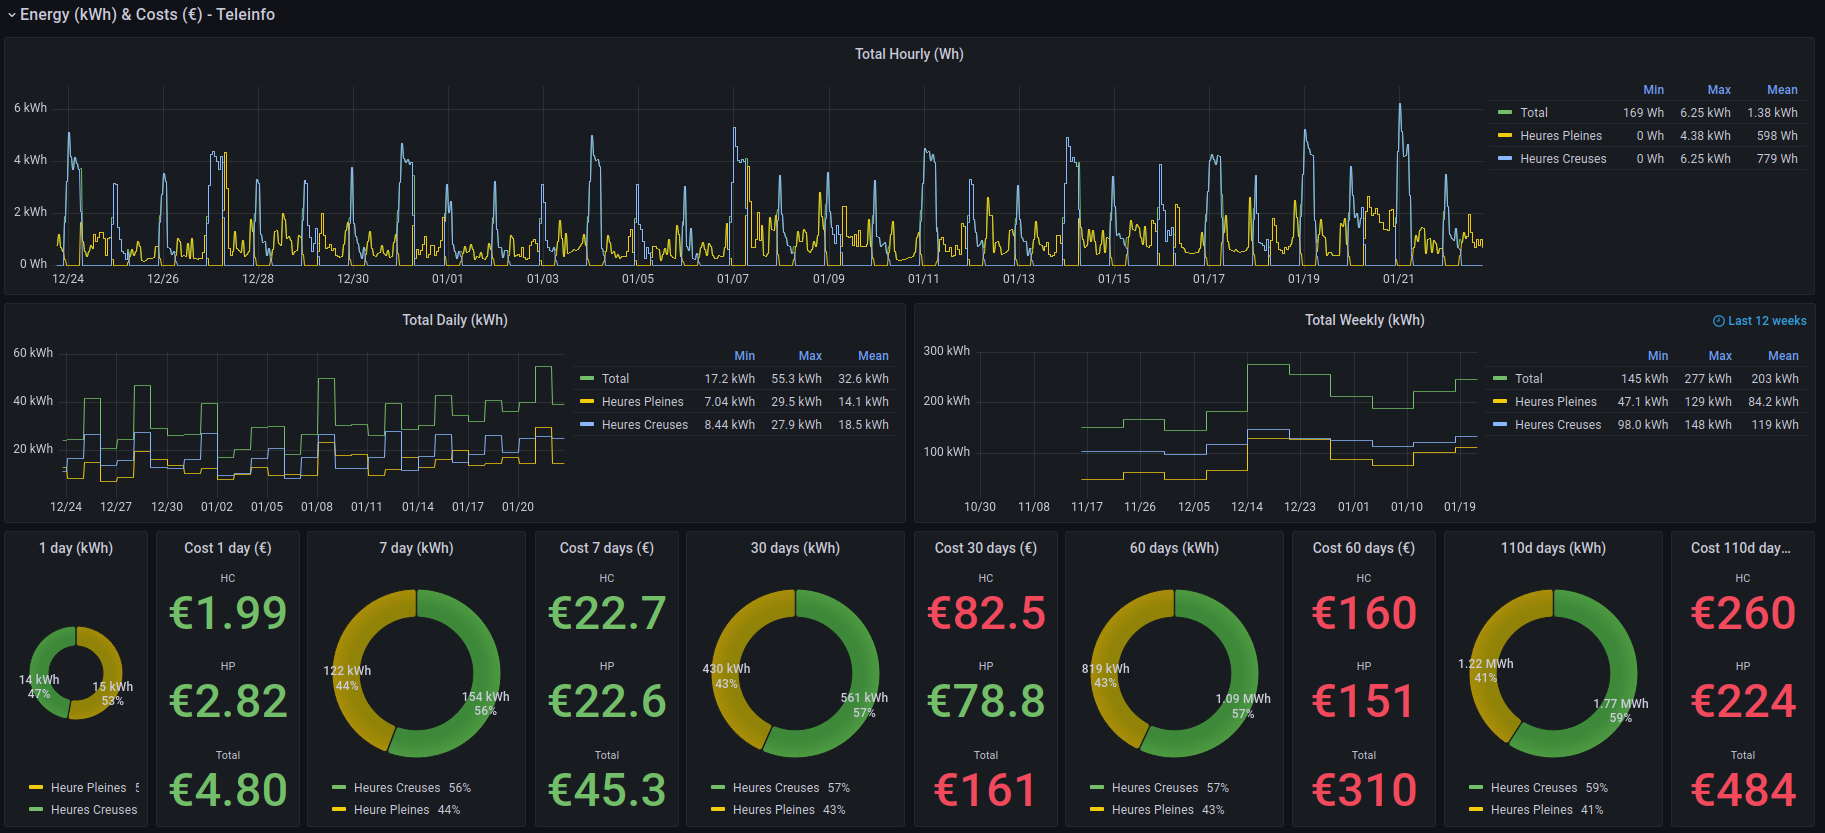 Energy (kWh) & Costs (€) - Teleinfo
Total Hourly (Wh)
6 kWh
4 kWh
2 kWh
0 Wh
12/24 12/26 12/28 12/30 01/01 01/03 01/05 01/07 01/09 01/11 01/13 01/15 01/17 01/19 01/21
Min Max Mean
Total 169 Wh 6.25 kWh 1.38 kWh
Heures Pleines 0 Wh 4.38 kWh 598 Wh
Heures Creuses 0 Wh 6.25 kWh 779 Wh
Total Daily (kWh)
60 kWh
40 kWh
20 kWh
12/24 12/27 12/30 01/02 01/05 01/08 01/11 01/14 01/17 01/20
Min Max Mean
Total 17.2 kWh 55.3 kWh 32.6 kWh
Heures Pleines 7.04 kWh 29.5 kWh 14.1 kWh
Heures Creuses 8.44 kWh 27.9 kWh 18.5 kWh
Total Weekly (kWh)
Last 12 weeks
300 kWh
200 kWh
100 kWh
10/30 11/08 11/17 11/26 12/05 12/14 12/23 01/01 01/10 01/19
Min Max Mean
Total 145 kWh 277 kWh 203 kWh
Heures Pleines 47.1 kWh 129 kWh 84.2 kWh
Heures Creuses 98.0 kWh 148 kWh 119 kWh
1 day (kWh)
14 kWh
47%
15 kWh
53%
Heure Pleines 5
Heures Creuses
Cost 1 day (€)
HC
€1.99
HP
€2.82
Total
€4.80
7 day (kWh)
122 kWh
44%
154 kWh
56%
Heures Creuses 56%
Heure Pleines 44%
Cost 7 days (€)
HC
€22.7
HP
€22.6
Total
€45.3
30 days (kWh)
430 kWh
43%
561 kWh
57%
Heures Creuses 57%
Heures Pleines 43%
Cost 30 days (€)
HC
€82.5
HP
€78.8
Total
€161
60 days (kWh)
819 kWh
43%
1.09 MWh
57%
Heures Creuses 57%
Heures Pleines 43%
Cost 60 days (€)
HC
€160
HP
€151
Total
€310
110d days (kWh)
1.22 MWh
41%
1.77 MWh
59%
Heures Creuses 59%
Heures Pleines 41%
Cost 110d day...
HC
€260
HP
€224
Total
€484